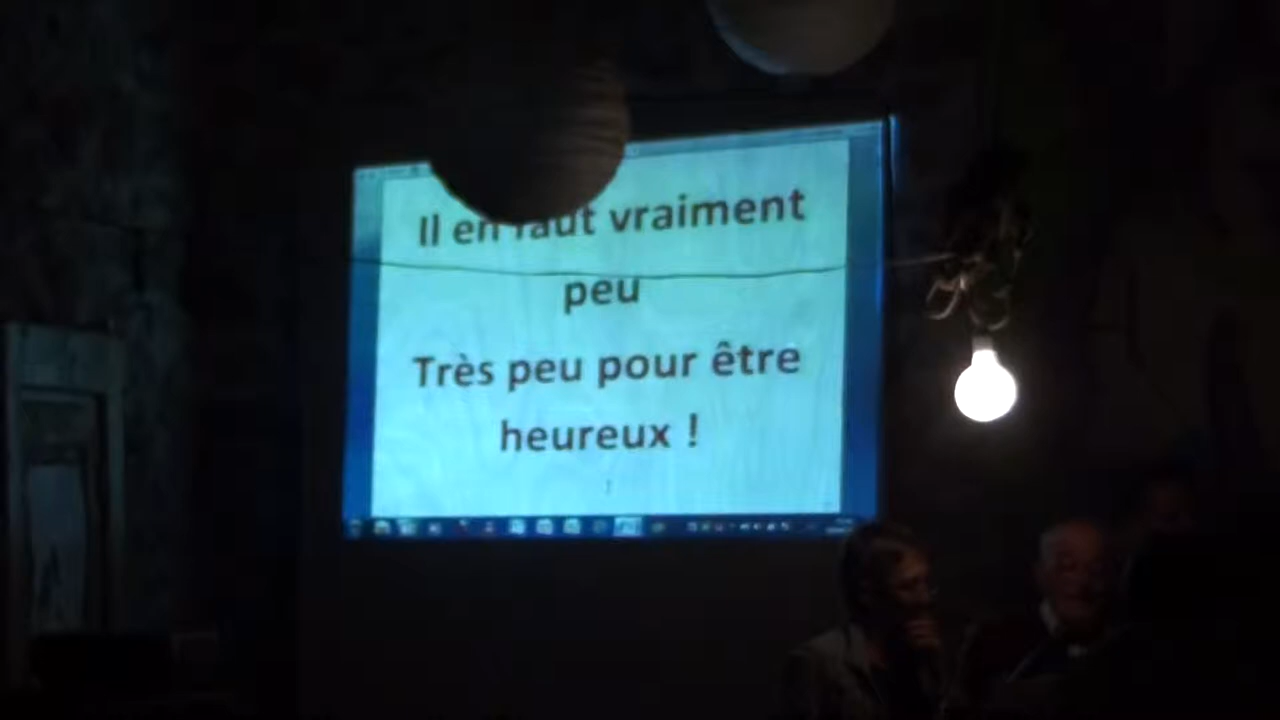 Il en faut vraiment
peu
Très peu pour être
heureux !